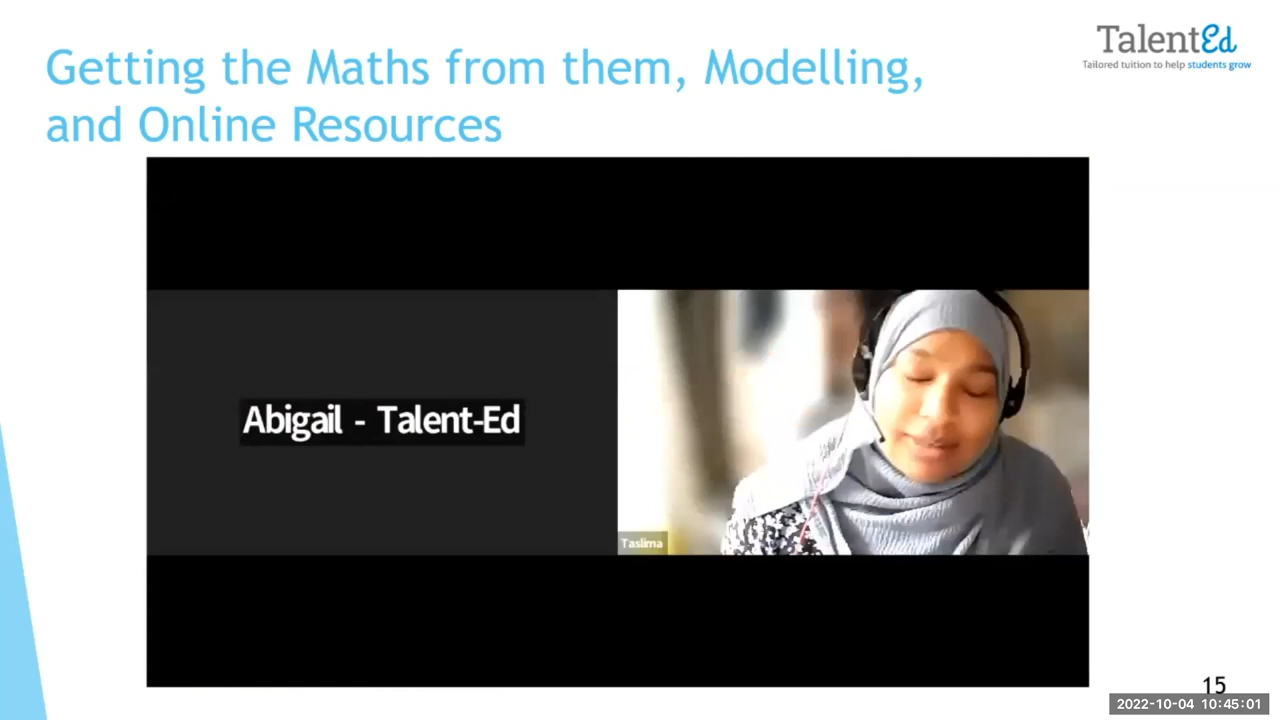 Getting the Maths from them, Modelling,
and Online Resources
TalentEd
Tailored tuition to help students grow
Abigail - Talent-Ed
Taslima
15
2022-10-04 10:45:01